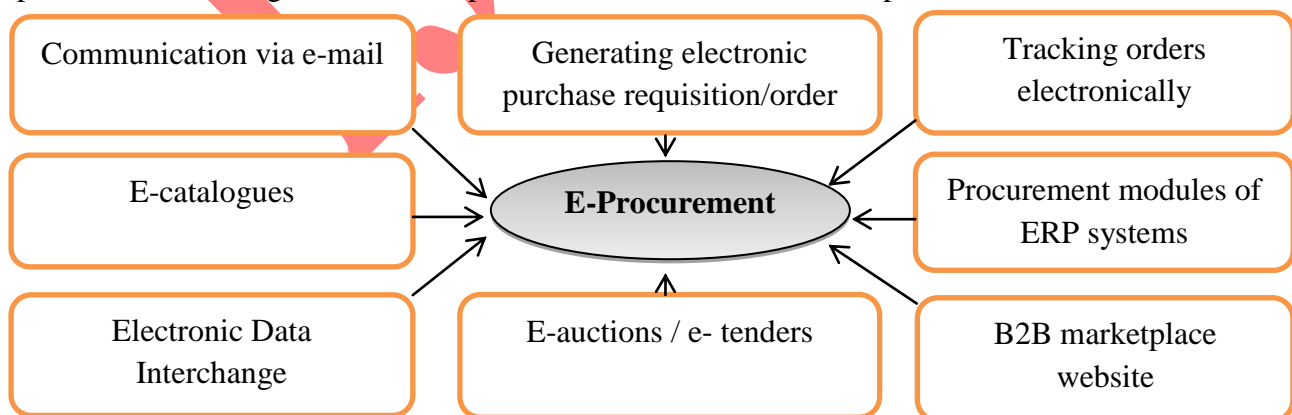 Communication via e-mail
Generating electronic
purchase requisition/order
Tracking orders
electronically
E-catalogues
E-Procurement
Procurement modules of
ERP systems
Electronic Data
Interchange
E-auctions / e- tenders
B2B marketplace
website